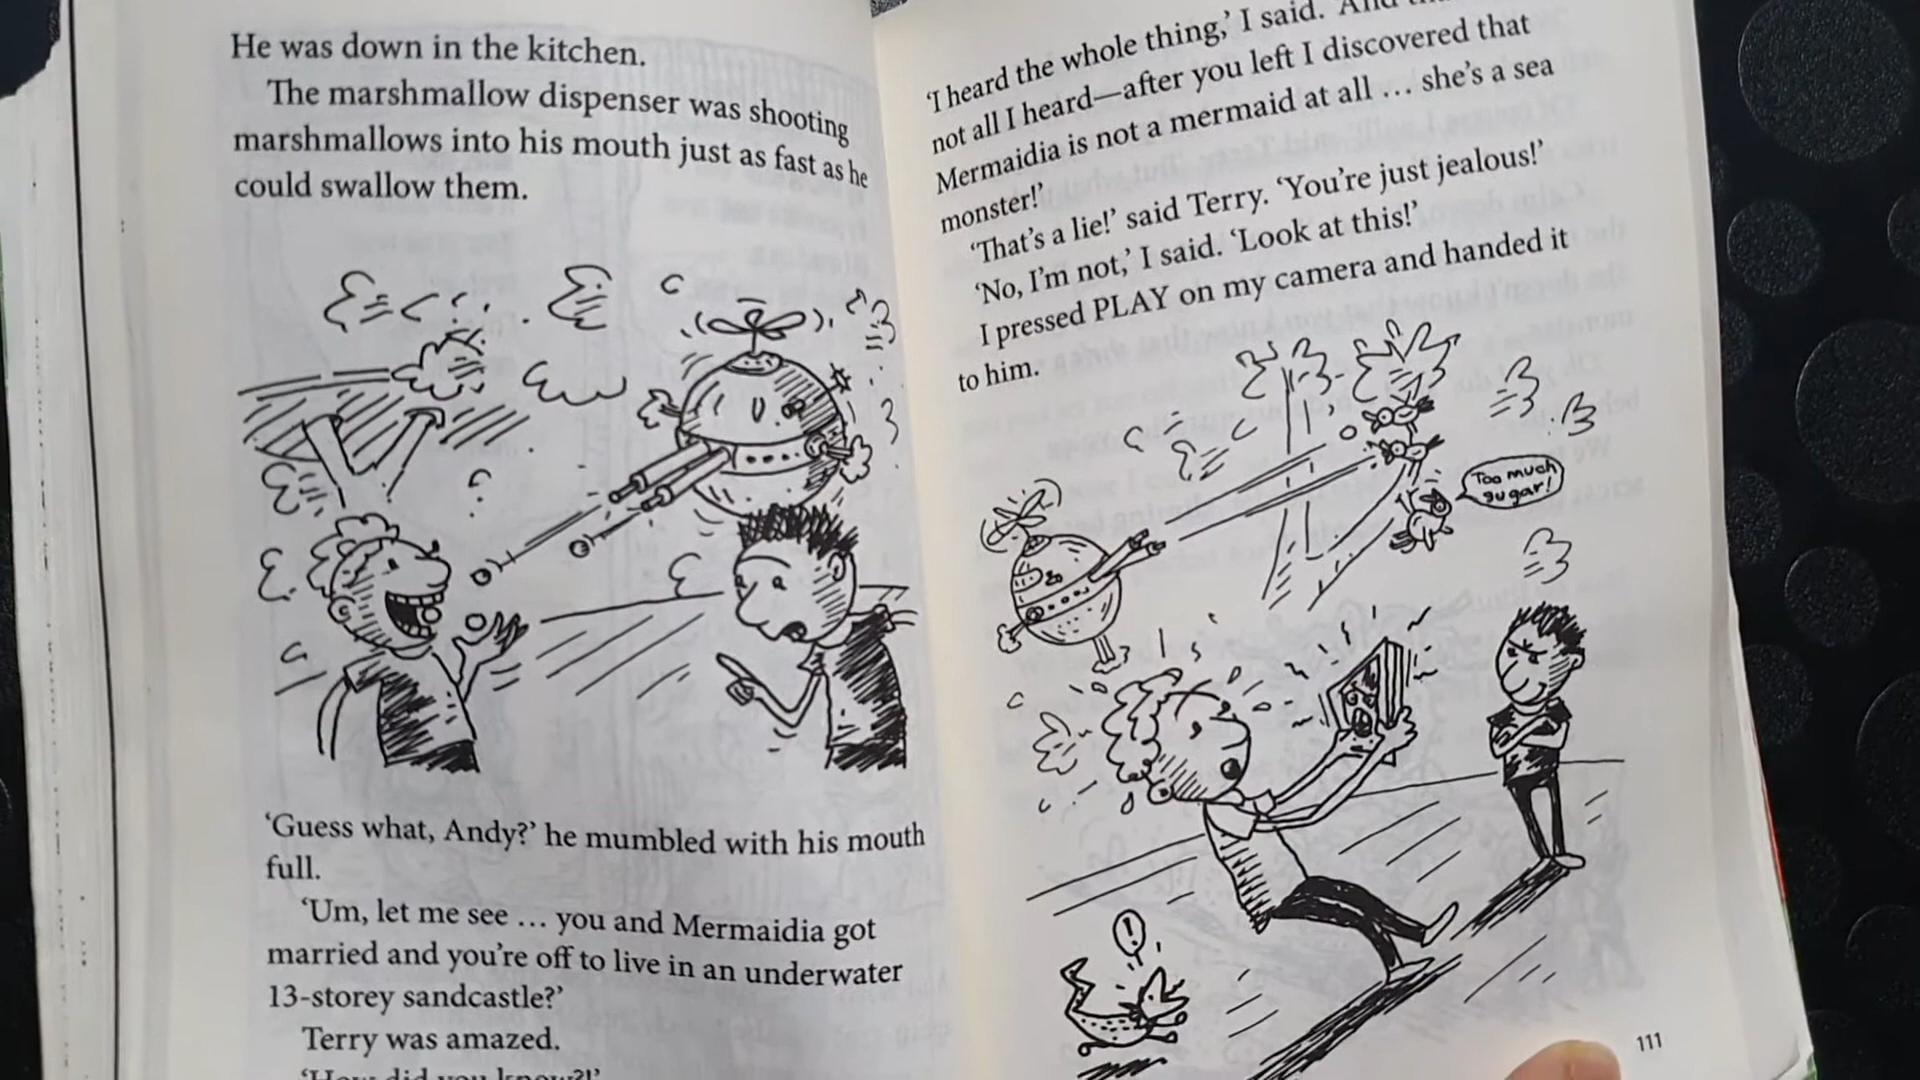 He was down in the kitchen.
The marshmallow dispenser was shooting
marshmallows into his mouth just as fast as he
could swallow them.
‘Guess what, Andy?’ he mumbled with his mouth
full.
‘Um, let me see … you and Mermaidia got
married and you’re off to live in an underwater
13-storey sandcastle?’
Terry was amazed.
‘How did you know?!’
‘I heard the whole thing,’ I said. ‘And
not all I heard—after you left I discovered that
Mermaidia is not a mermaid at all … she’s a sea
monster!’
‘That’s a lie!’ said Terry. ‘You’re just jealous!’
‘No, I’m not,’ I said. ‘Look at this!’
I pressed PLAY on my camera and handed it
to him.
Too much
sugar!
!
111